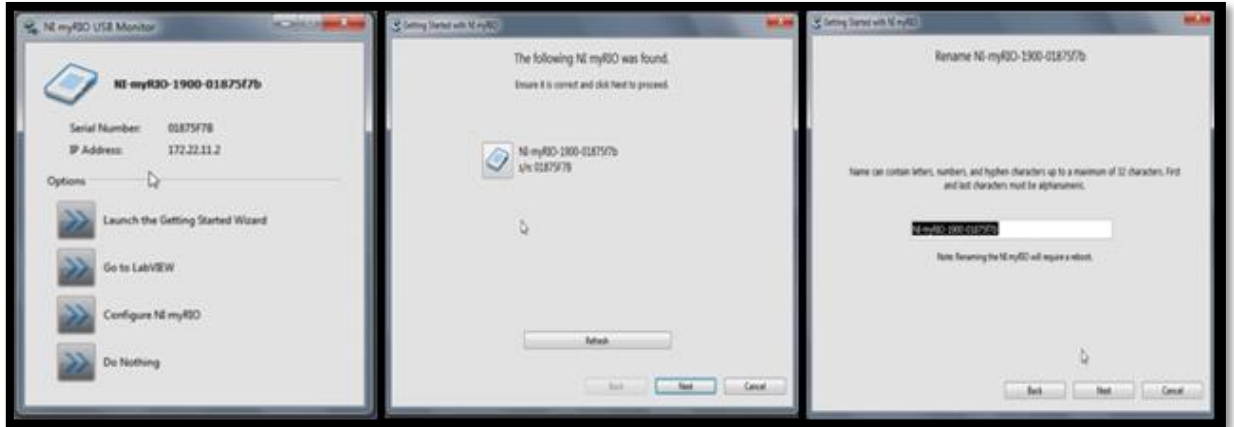 NI myRIO USB Monitor
NI-myRIO-1900-01875f7b
Serial Number: 01875F7B
IP Address: 172.22.11.2
Options
Launch the Getting Started Wizard
Go to LabVIEW
Configure NI myRIO
Do Nothing
Getting Started with NI myRIO
The following NI myRIO was found.
Ensure it is correct and click Next to proceed.
NI-myRIO-1900-01875f7b
s/n: 01875F7B
Refresh
Back Next Cancel
Getting Started with NI myRIO
Rename NI-myRIO-1900-01875f7b
Name can contain letters, numbers, and hyphen characters up to a maximum of 32 characters. First
and last characters must be alphanumeric.
NI-myRIO-1900-01875f7b
Note: Renaming the NI myRIO will require a reboot.
Back Next Cancel